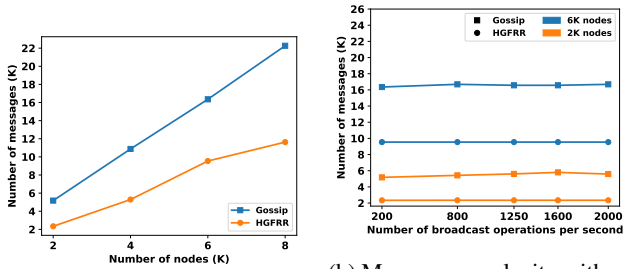 22
20
18
16
14
12
10
8
6
4
2
Number of messages (K)
Gossip
HGFRR
2 4 6 8
Number of nodes (K)
26
24
22
20
18
16
14
12
10
8
6
4
2
Number of messages (K)
Gossip 6K nodes
HGFRR 2K nodes
200 800 1250 1600 2000
Number of broadcast operations per second